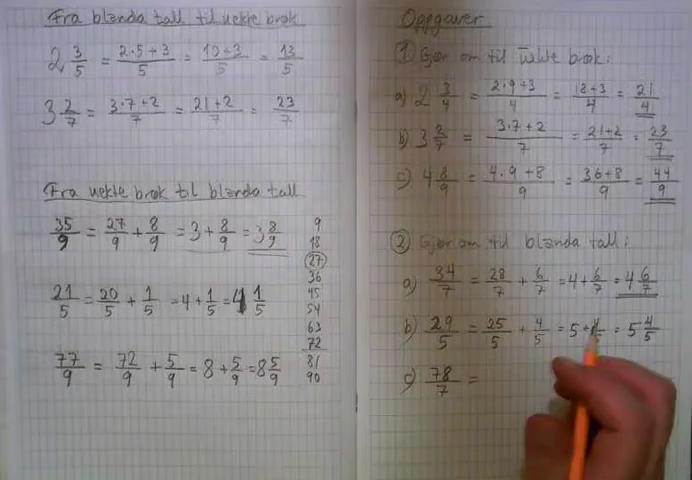 Fra blanda tall til uekte brøk
2 3/5 = 2·5+3/5 = 10+3/5 = 13/5
3 2/7 = 3·7+2/7 = 21+2/7 = 23/7
Fra uekte brøk til blanda tall
35/9 = 27/9 + 8/9 = 3 + 8/9 = 3 8/9
21/5 = 20/5 + 1/5 = 4 + 1/5 = 4 1/5
77/9 = 72/9 + 5/9 = 8 + 5/9 = 8 5/9
9
18
27
36
45
54
63
72
81
90
Oppgaver
1 Gjør om til uekte brøk:
a) 2 3/4 = 2·9+3/4 = 18+3/4 = 21/4
b) 3 2/7 = 3·7+2/7 = 21+2/7 = 23/7
c) 4 8/9 = 4·9+8/9 = 36+8/9 = 44/9
2 Gjør om til blanda tall:
a) 34/7 = 28/7 + 6/7 = 4 + 6/7 = 4 6/7
b) 29/5 = 25/5 + 4/5 = 5 + 4/5 = 5 4/5
c) 78/7 =